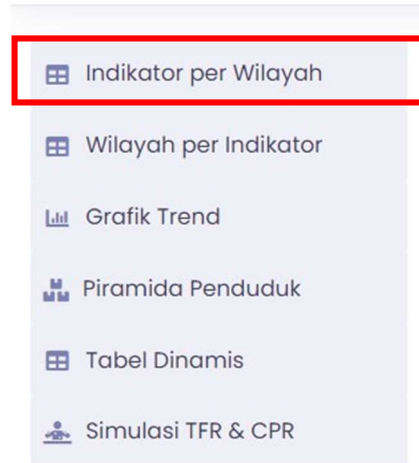 Indikator per Wilayah
Wilayah per Indikator
Grafik Trend
Piramida Penduduk
Tabel Dinamis
Simulasi TFR & CPR